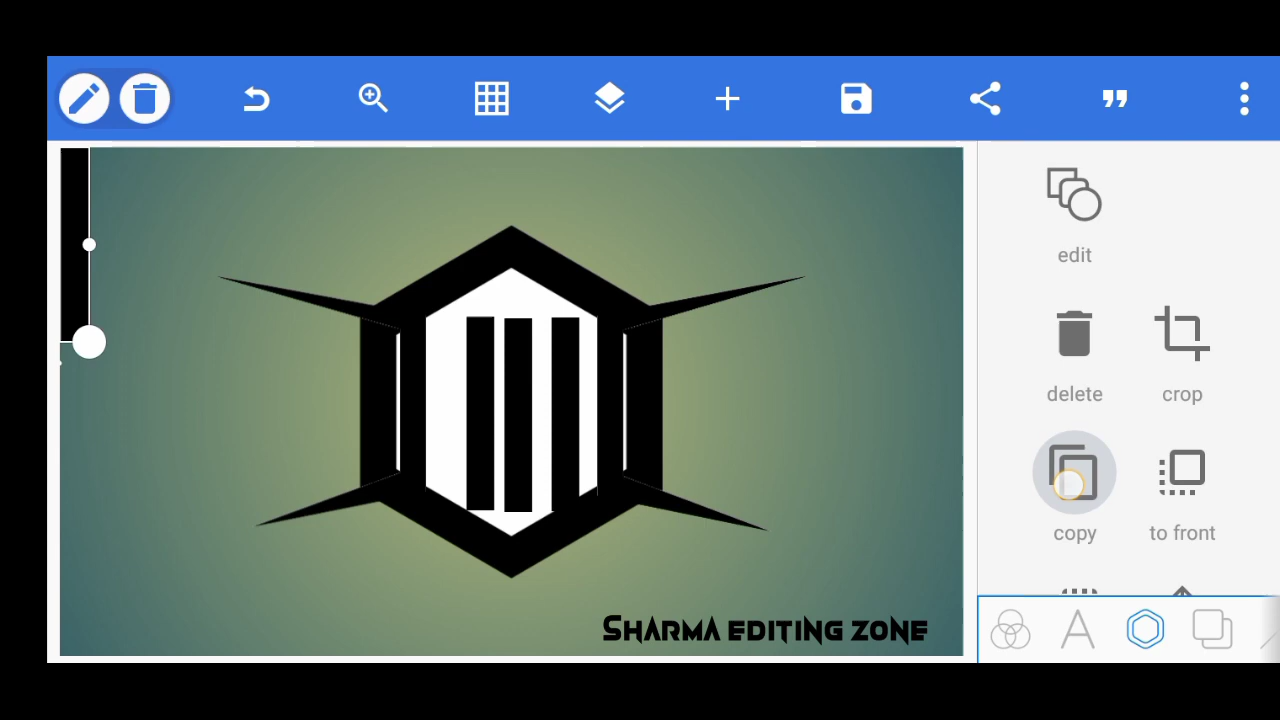 edit
delete
crop
copy
to front
SHARMA EDITING ZONE